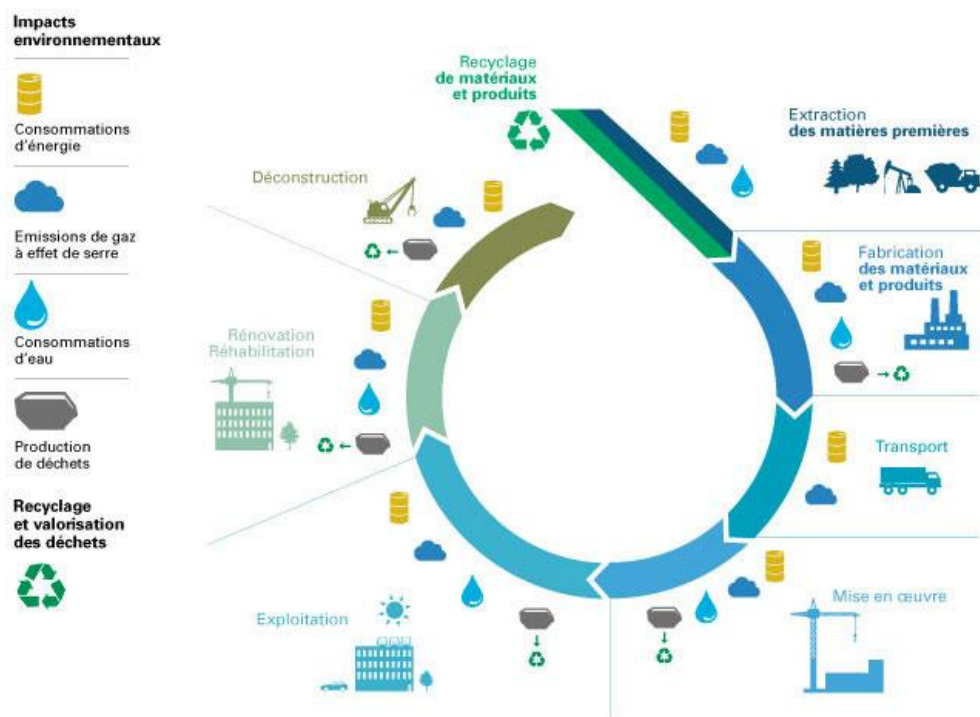 Impacts
environnementaux
Consommations
d'énergie
Emissions de gaz
à effet de serre
Consommations
d'eau
Production
de déchets
Recyclage
et valorisation
des déchets
Recyclage
de matériaux
et produits
Extraction
des matières premières
Fabrication
des matériaux
et produits
Transport
Mise en œuvre
Exploitation
Rénovation
Réhabilitation
Déconstruction